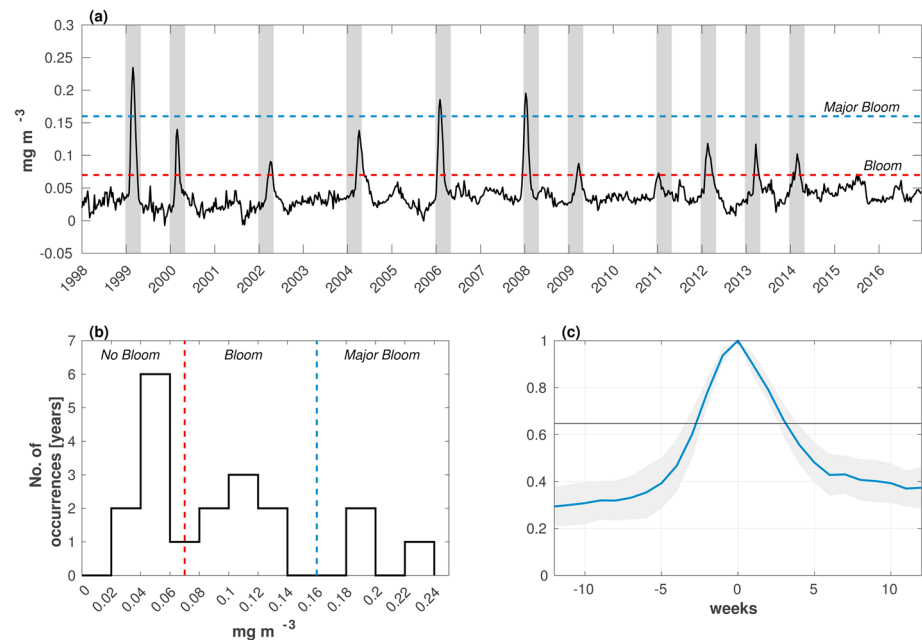 (a)
mg m -3
0.3
0.25
0.2
0.15
0.1
0.05
0
-0.05
Major Bloom
Bloom
1998 1999 2000 2001 2002 2003 2004 2005 2006 2007 2008 2009 2010 2011 2012 2013 2014 2015 2016
(b)
No. of
occurrences [years]
7
6
5
4
3
2
1
0
No Bloom Bloom Major Bloom
0 0.02 0.04 0.06 0.08 0.1 0.12 0.14 0.16 0.18 0.2 0.22 0.24
mg m -3
(c)
1
0.8
0.6
0.4
0.2
0
-10 -5 0 5 10
weeks